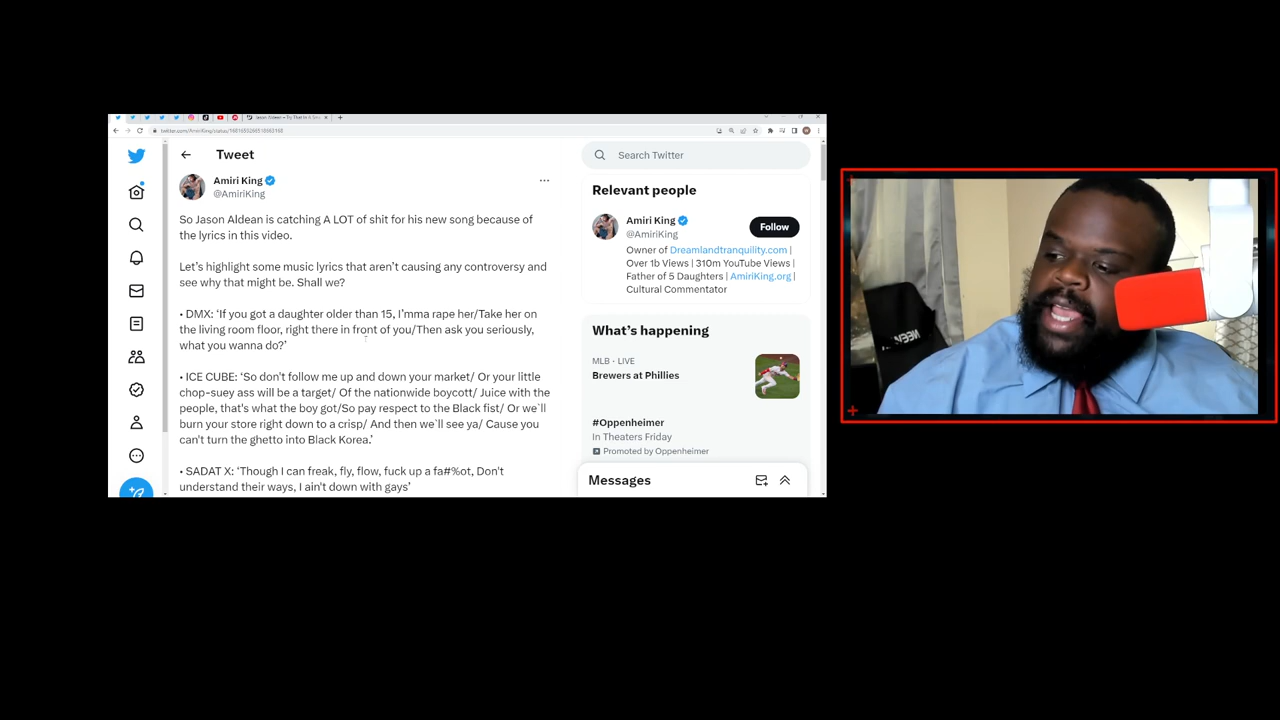 Jason Aldean – Try That In A Sma
twitter.com/AmiriKing/status/
Tweet
Amiri King
@AmiriKing
So Jason Aldean is catching A LOT of shit for his new song because of
the lyrics in this video.
Let’s highlight some music lyrics that aren’t causing any controversy and
see why that might be. Shall we?
• DMX: ‘If you got a daughter older than 15, I’mma rape her/Take her on
the living room floor, right there in front of you/Then ask you seriously,
what you wanna do?’
• ICE CUBE: ‘So don't follow me up and down your market/ Or your little
chop-suey ass will be a target/ Of the nationwide boycott/ Juice with the
people, that's what the boy got/So pay respect to the Black fist/ Or we`ll
burn your store right down to a crisp/ And then we`ll see ya/ Cause you
can't turn the ghetto into Black Korea.’
• SADAT X: ‘Though I can freak, fly, flow, fuck up a fa#%ot, Don't
understand their ways, I ain't down with gays’
Search Twitter
Relevant people
Amiri King
@AmiriKing
Follow
Owner of Dreamlandtranquility.com |
Over 1b Views | 310m YouTube Views |
Father of 5 Daughters | AmiriKing.org |
Cultural Commentator
What’s happening
MLB · LIVE
Brewers at Phillies
#Oppenheimer
In Theaters Friday
Promoted by Oppenheimer
Messages